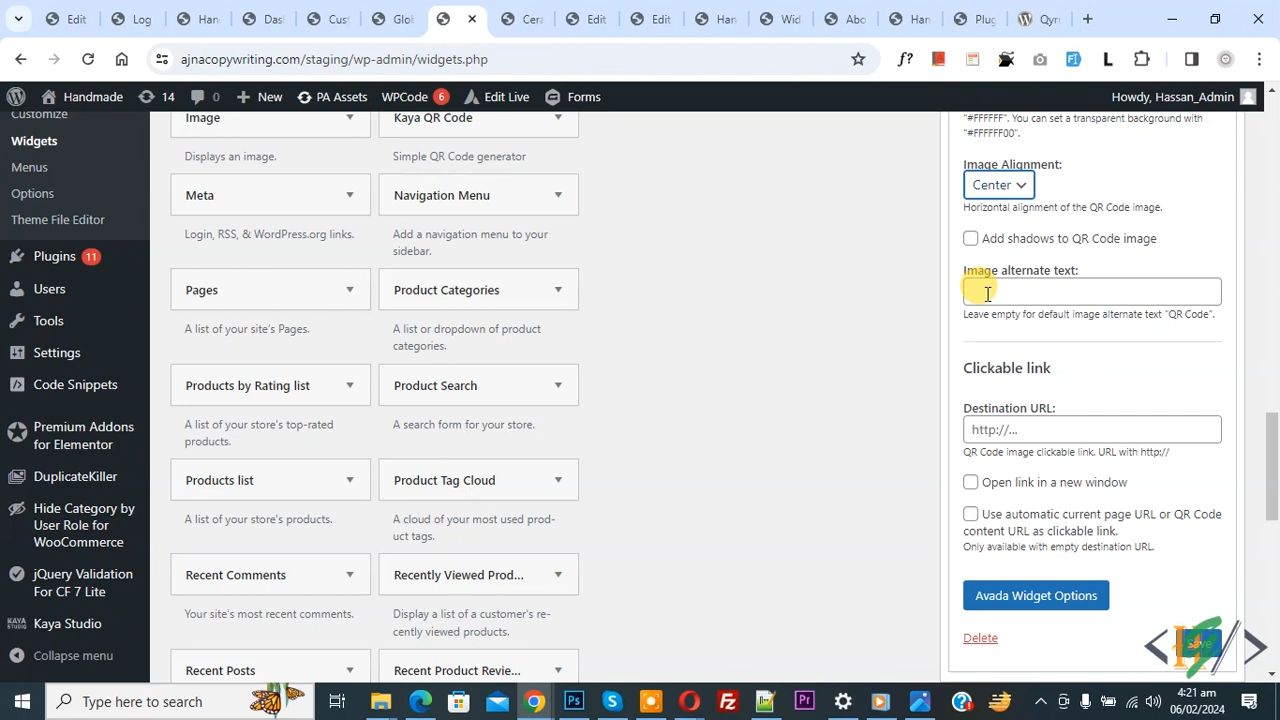 Edit
Log
Han
Das
Cus
Glo
Cera
Edit
Edit
Han
Wid
Abo
Han
Plug
Qyr
ajnacopywriting.com/staging/wp-admin/widgets.php
Handmade
14
0
New
PA Assets
WPCode 6
Edit Live
Forms
Howdy, Hassan_Admin
Customize
Widgets
Menus
Options
Theme File Editor
Plugins 11
Users
Tools
Settings
Code Snippets
Premium Addons
for Elementor
DuplicateKiller
Hide Category by
User Role for
WooCommerce
jQuery Validation
For CF 7 Lite
Kaya Studio
Collapse menu
Image
Displays an image.
Kaya QR Code
Simple QR Code generator
Meta
Login, RSS, & WordPress.org links.
Navigation Menu
Add a navigation menu to your
sidebar.
Pages
A list of your site's Pages.
Product Categories
A list or dropdown of product
categories.
Products by Rating list
A list of your store's top-rated
products.
Product Search
A search form for your store.
Products list
A list of your store's products.
Product Tag Cloud
A cloud of your most used prod-
uct tags.
Recent Comments
Your site's most recent comments.
Recently Viewed Prod...
Display a list of a customer's re-
cently viewed products.
Recent Posts
Recent Product Revie...
"#FFFFFF". You can set a transparent background with
"#FFFFFF00".
Image Alignment:
Center
Horizontal alignment of the QR Code image.
Add shadows to QR Code image
Image alternate text:
Leave empty for default image alternate text "QR Code".
Clickable link
Destination URL:
http://...
QR Code image clickable link. URL with http://
Open link in a new window
Use automatic current page URL or QR Code
content URL as clickable link.
Only available with empty destination URL.
Avada Widget Options
Delete
Save
Type here to search
4:21 am
06/02/2024